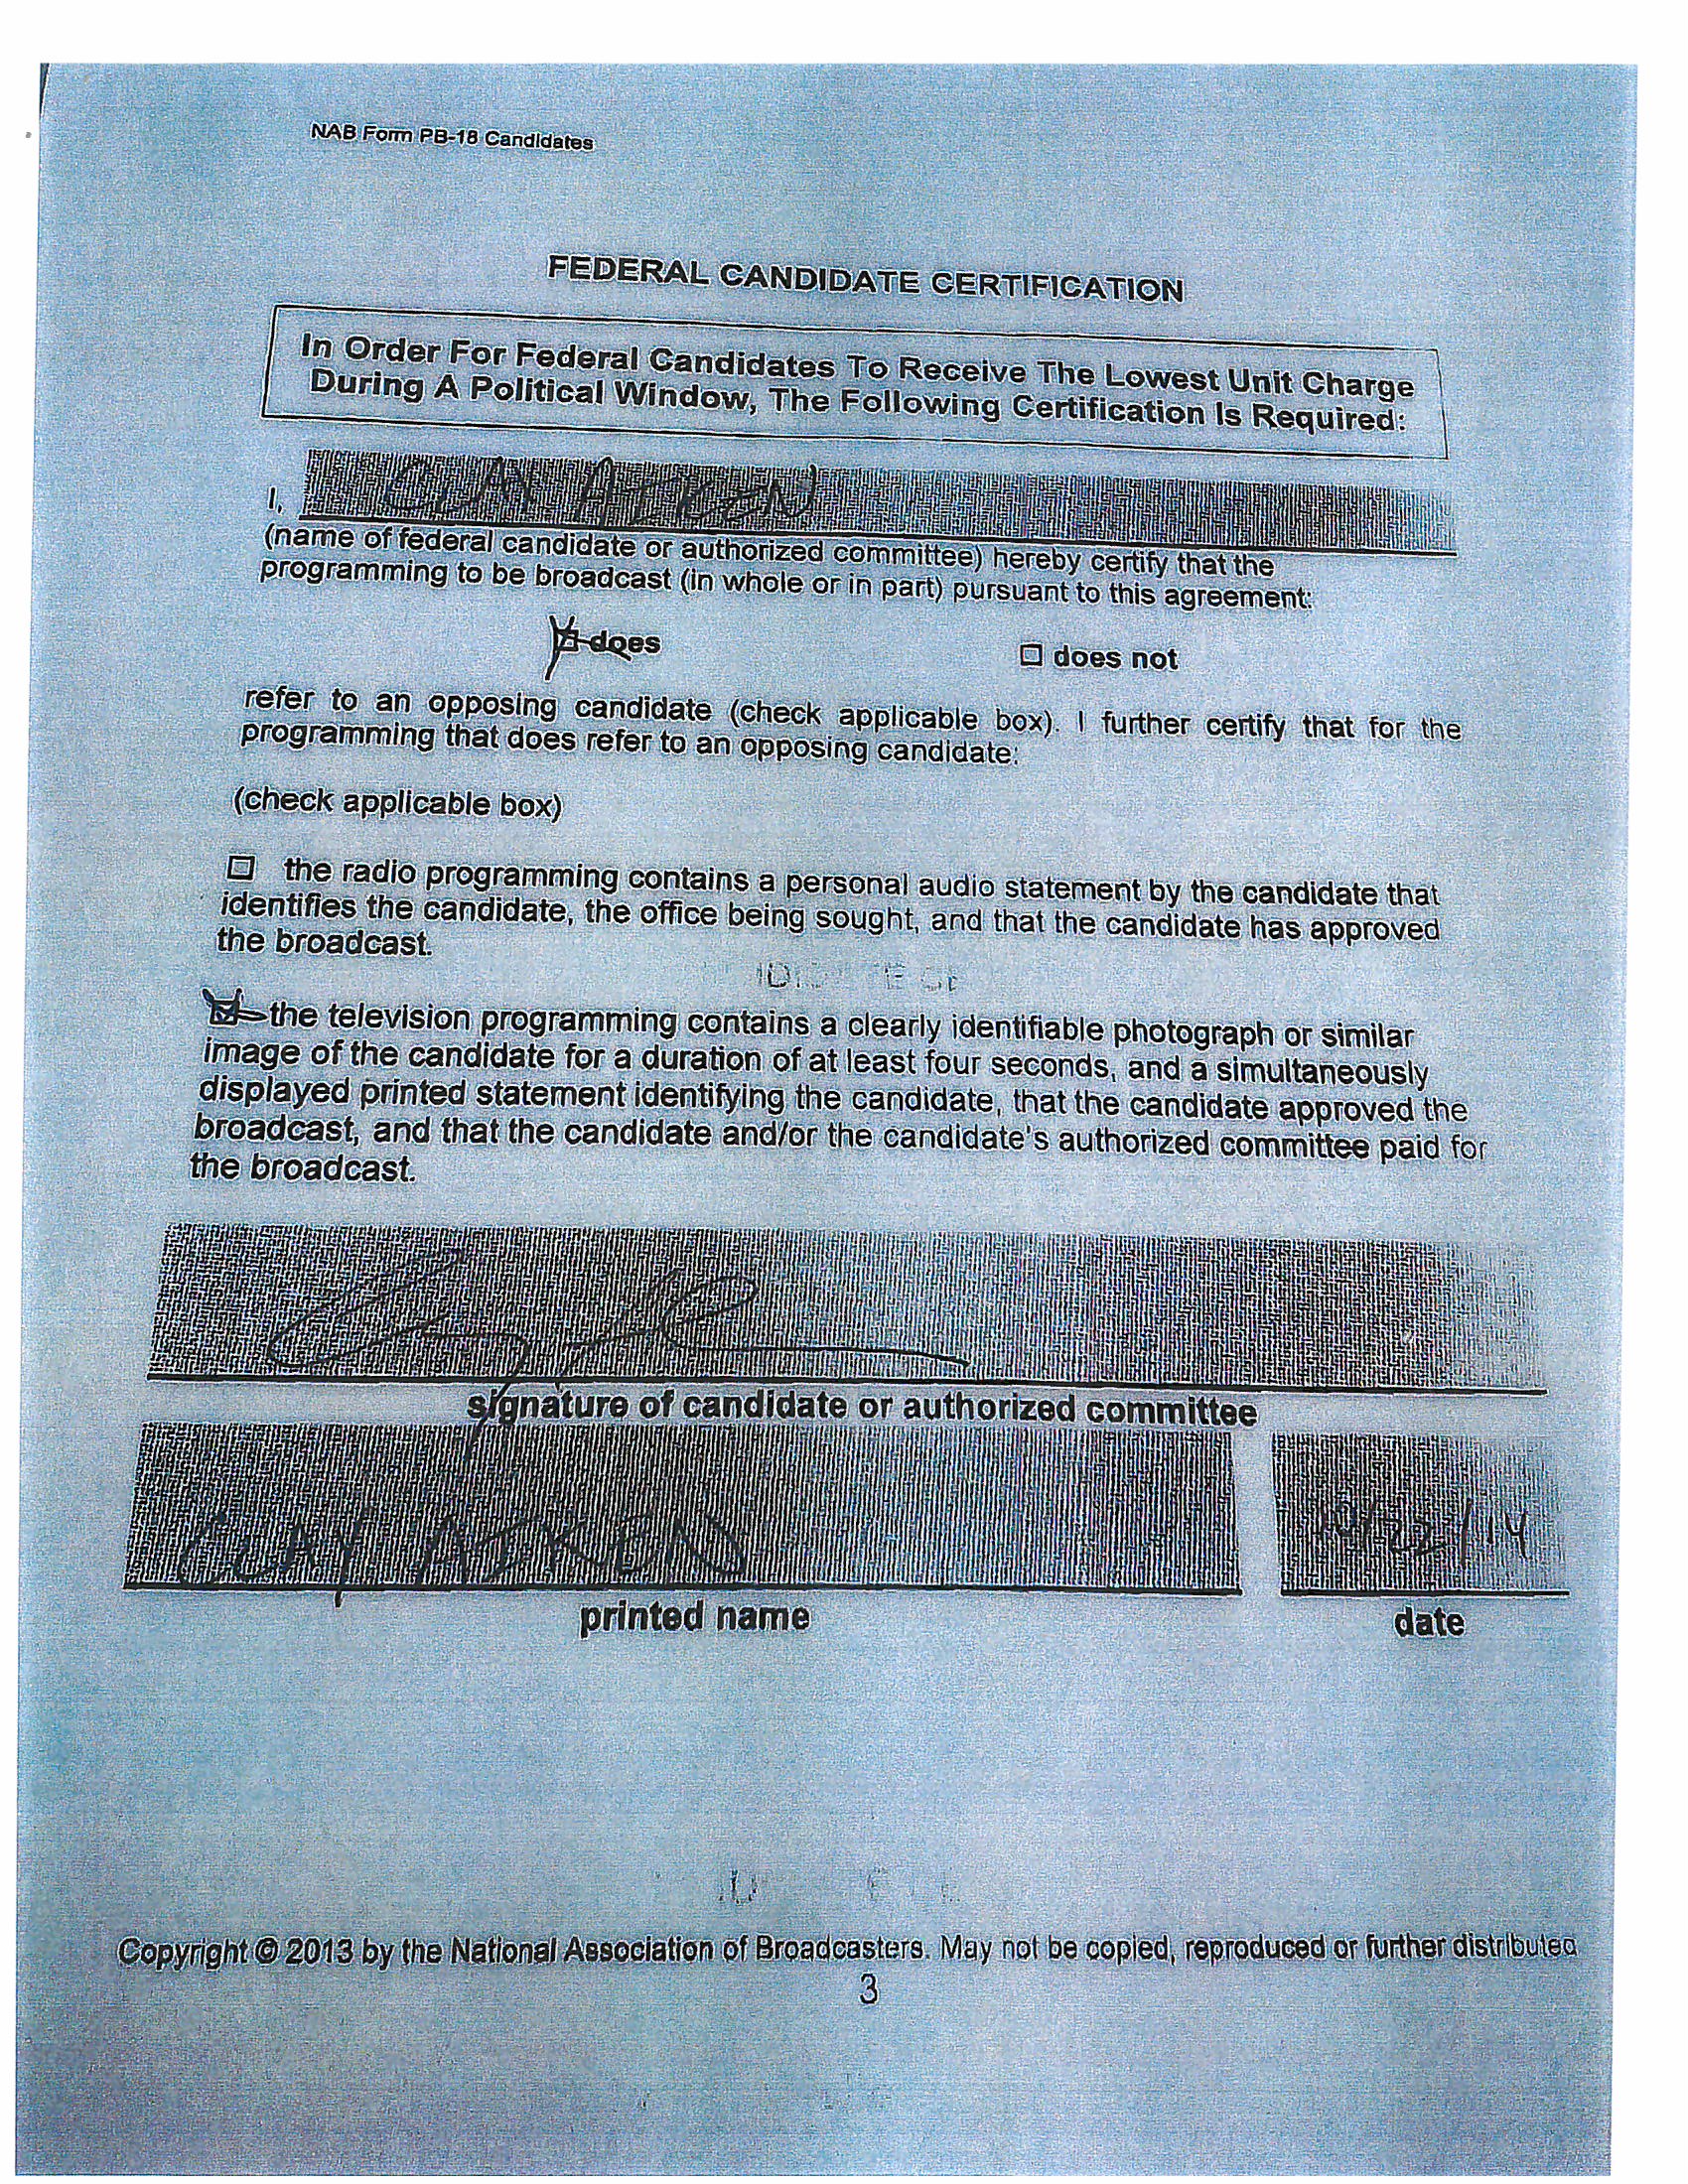 NAB Form PB-18 Candidates
FEDERAL CANDIDATE CERTIFICATION
In Order For Federal Candidates To Receive The Lowest Unit Charge
During A Political Window, The Following Certification Is Required:
I, CLAY AIKEN
(name of federal candidate or authorized committee) hereby certify that the
programming to be broadcast (in whole or in part) pursuant to this agreement:
does ☐ does not
refer to an opposing candidate (check applicable box). I further certify that for the
programming that does refer to an opposing candidate:
(check applicable box)
☐ the radio programming contains a personal audio statement by the candidate that
identifies the candidate, the office being sought, and that the candidate has approved
the broadcast.
the television programming contains a clearly identifiable photograph or similar
image of the candidate for a duration of at least four seconds, and a simultaneously
displayed printed statement identifying the candidate, that the candidate approved the
broadcast, and that the candidate and/or the candidate's authorized committee paid for
the broadcast.
signature of candidate or authorized committee
CLAY AIKEN 10/22/14
printed name date
Copyright © 2013 by the National Association of Broadcasters. May not be copied, reproduced or further distributed
3